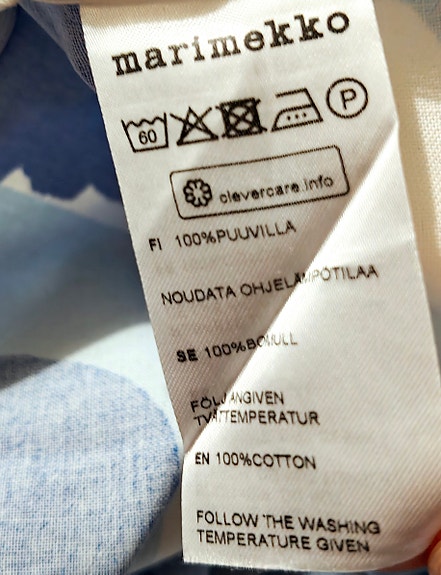 marimekko
60 P
clevercare.info
FI 100%PUUVILLA
NOUDATA OHJELÄMPÖTILAA
SE 100%BOMULL
FÖLJ ANGIVEN
TVÄTTEMPERATUR
EN 100%COTTON
FOLLOW THE WASHING
TEMPERATURE GIVEN